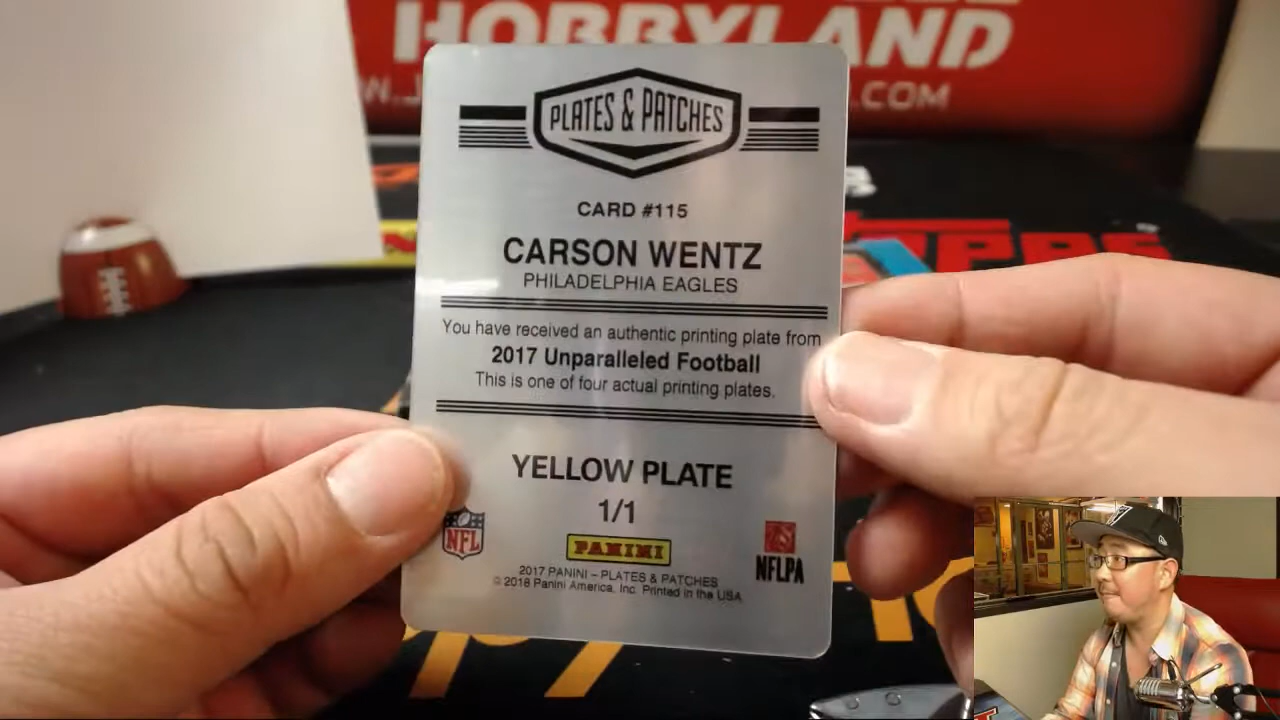 HOBBYLAND
.COM
PLATES & PATCHES
CARD #115
CARSON WENTZ
PHILADELPHIA EAGLES
You have received an authentic printing plate from
2017 Unparalleled Football
This is one of four actual printing plates.
YELLOW PLATE
1/1
NFL
PANINI
NFLPA
2017 PANINI – PLATES & PATCHES
© 2018 Panini America, Inc. Printed in the USA